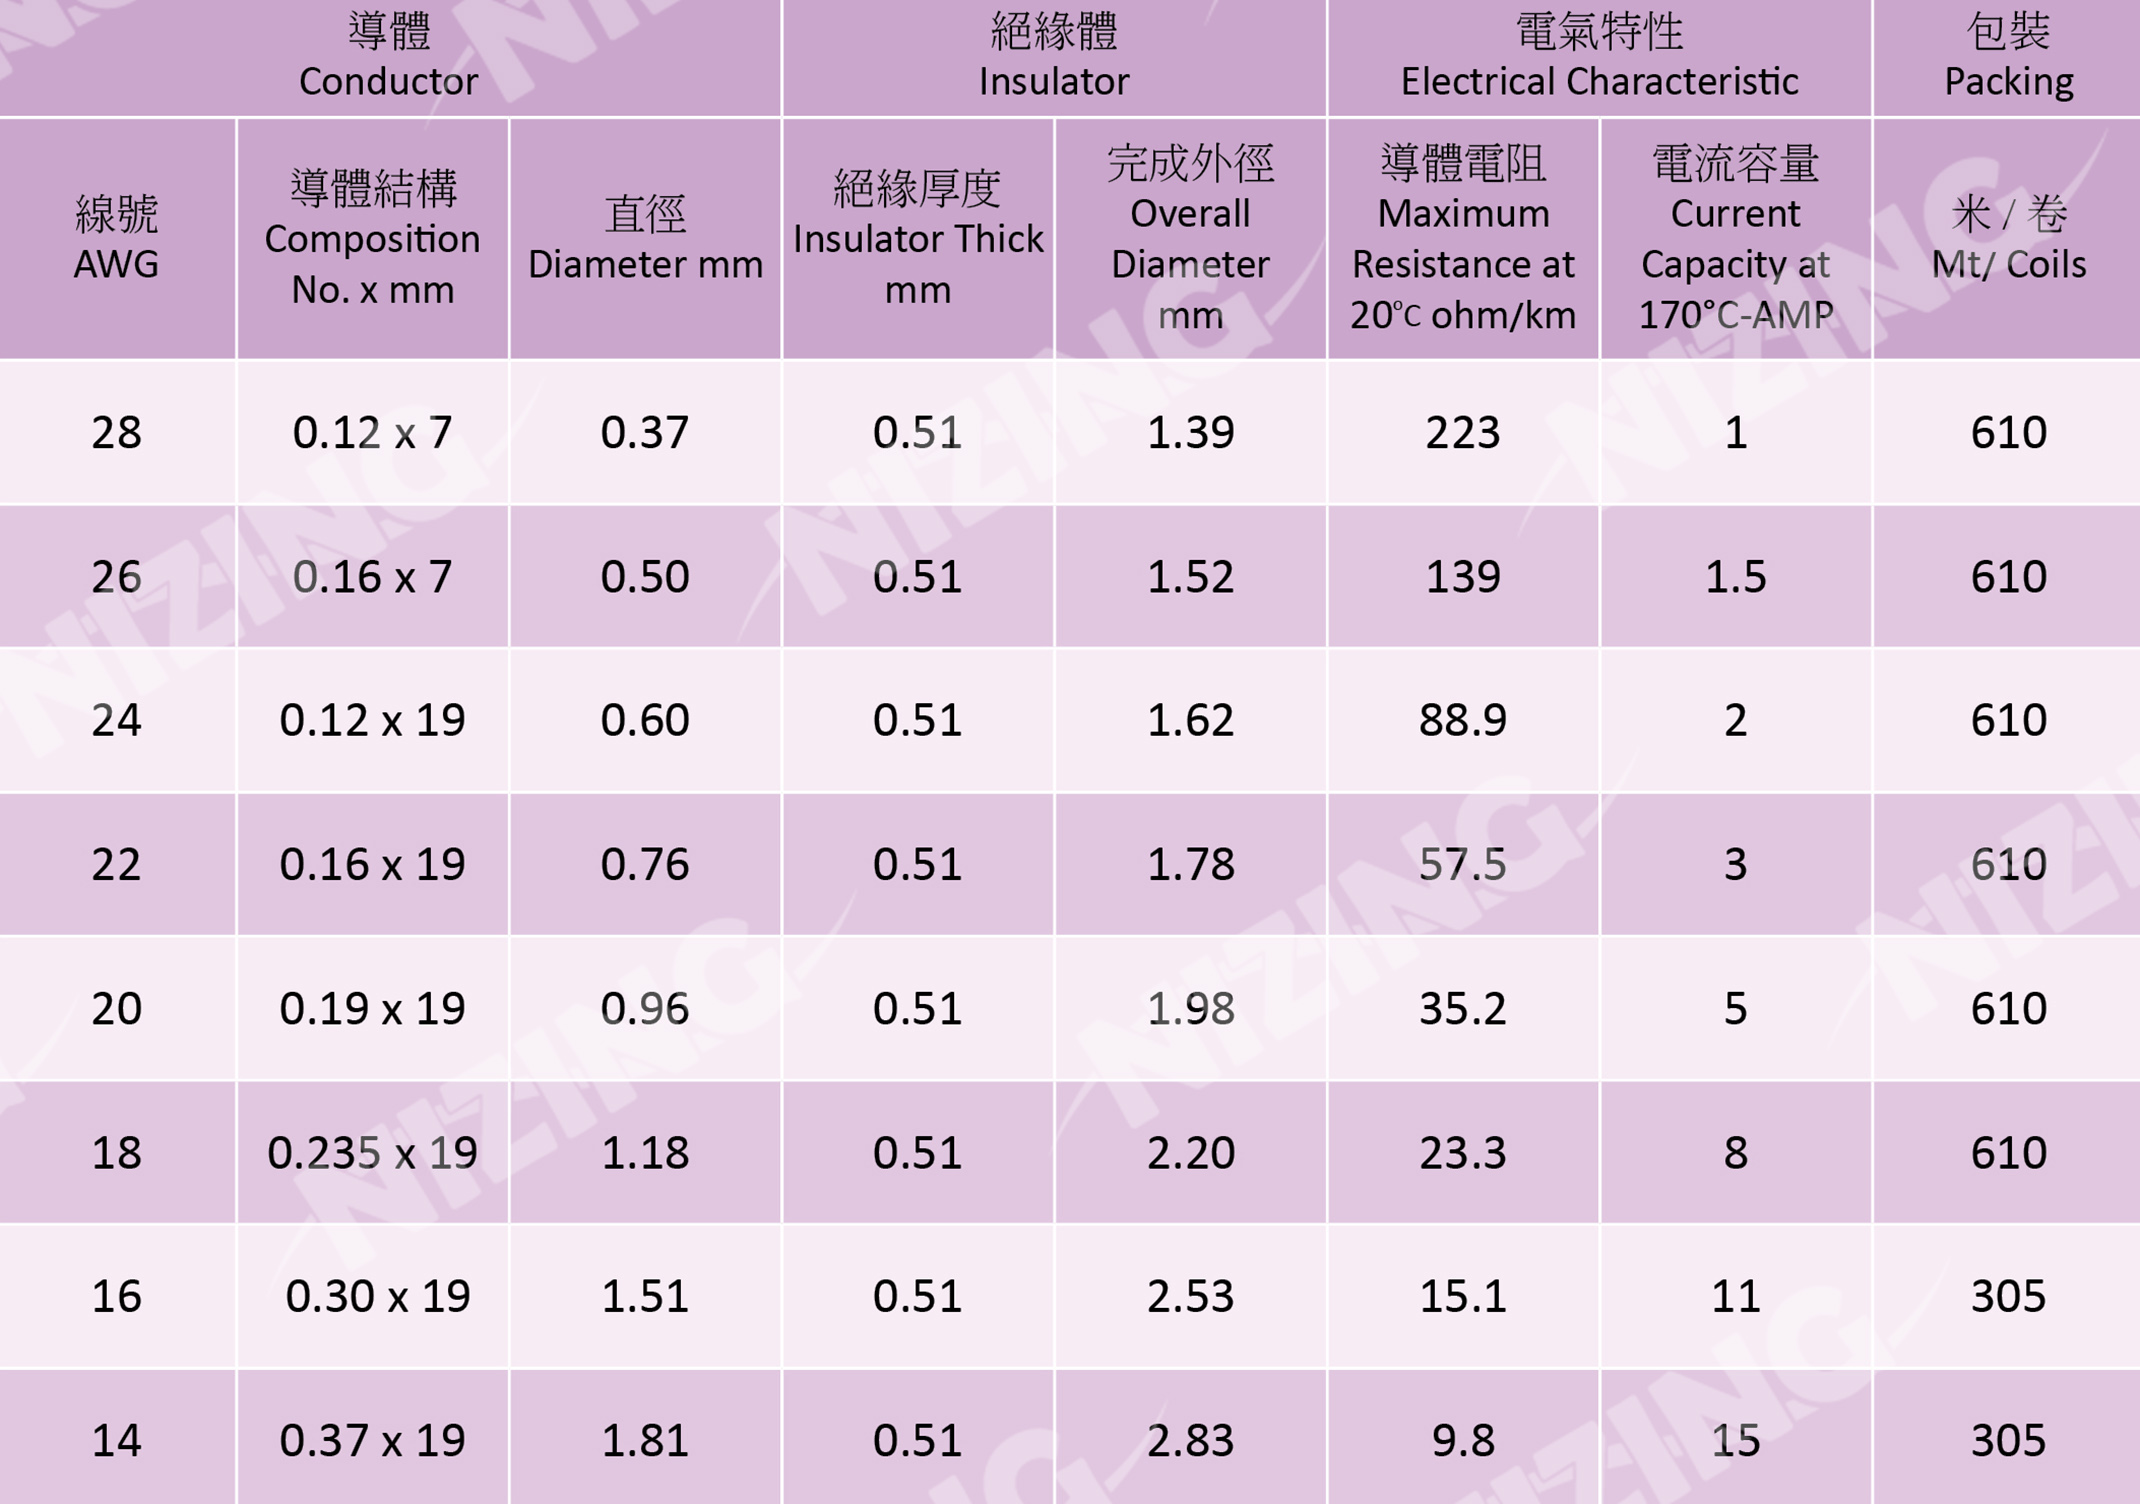 導體
Conductor
絕緣體
Insulator
電氣特性
Electrical Characteristic
包裝
Packing
線號
AWG
導體結構
Composition
No. x mm
直徑
Diameter mm
絕緣厚度
Insulator Thick
mm
完成外徑
Overall
Diameter
mm
導體電阻
Maximum
Resistance at
20°C ohm/km
電流容量
Current
Capacity at
170°C-AMP
米 / 卷
Mt/ Coils
28 0.12 x 7 0.37 0.51 1.39 223 1 610
26 0.16 x 7 0.50 0.51 1.52 139 1.5 610
24 0.12 x 19 0.60 0.51 1.62 88.9 2 610
22 0.16 x 19 0.76 0.51 1.78 57.5 3 610
20 0.19 x 19 0.96 0.51 1.98 35.2 5 610
18 0.235 x 19 1.18 0.51 2.20 23.3 8 610
16 0.30 x 19 1.51 0.51 2.53 15.1 11 305
14 0.37 x 19 1.81 0.51 2.83 9.8 15 305
NIZING
NIZING
NIZING
NIZING
NIZING
NIZING
NIZING